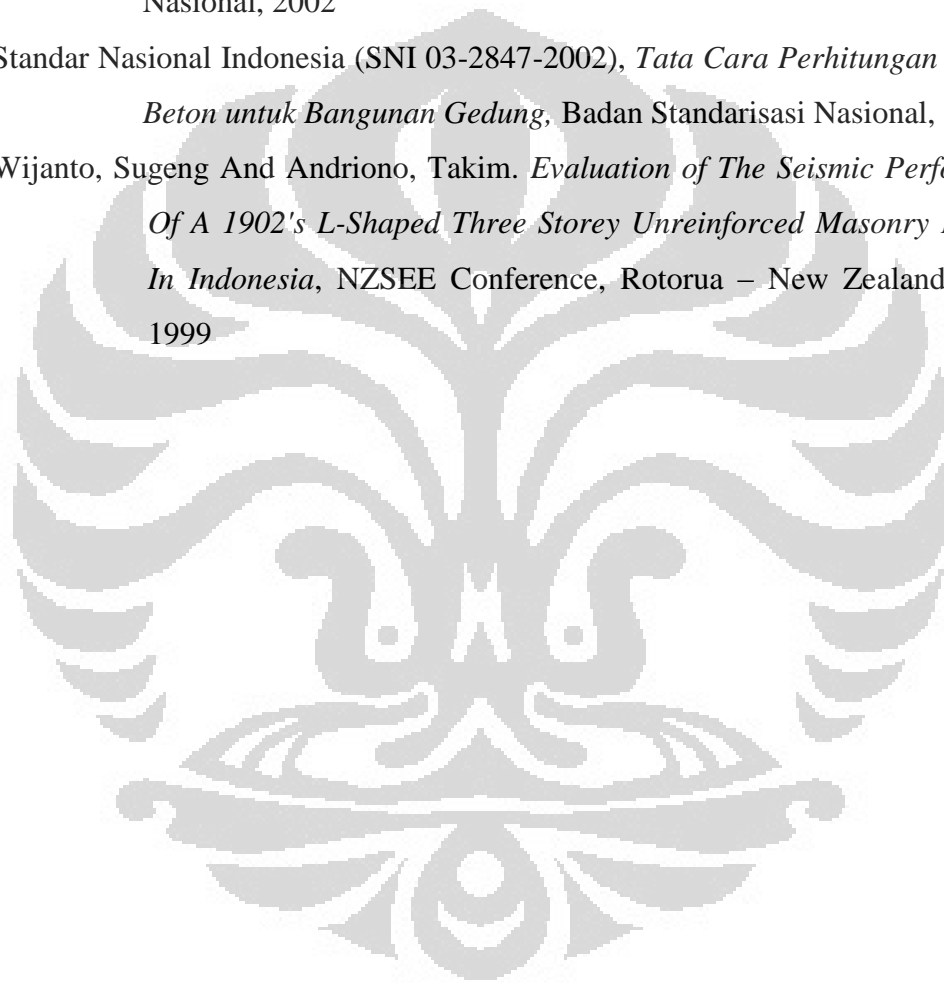 Nasional, 2002
Standar Nasional Indonesia (SNI 03-2847-2002), Tata Cara Perhitungan
Beton untuk Bangunan Gedung, Badan Standarisasi Nasional,
Wijanto, Sugeng And Andriono, Takim. Evaluation of The Seismic
Of A 1902's L-Shaped Three Storey Unreinforced Masonry
In Indonesia, NZSEE Conference, Rotorua – New Zealand
1999